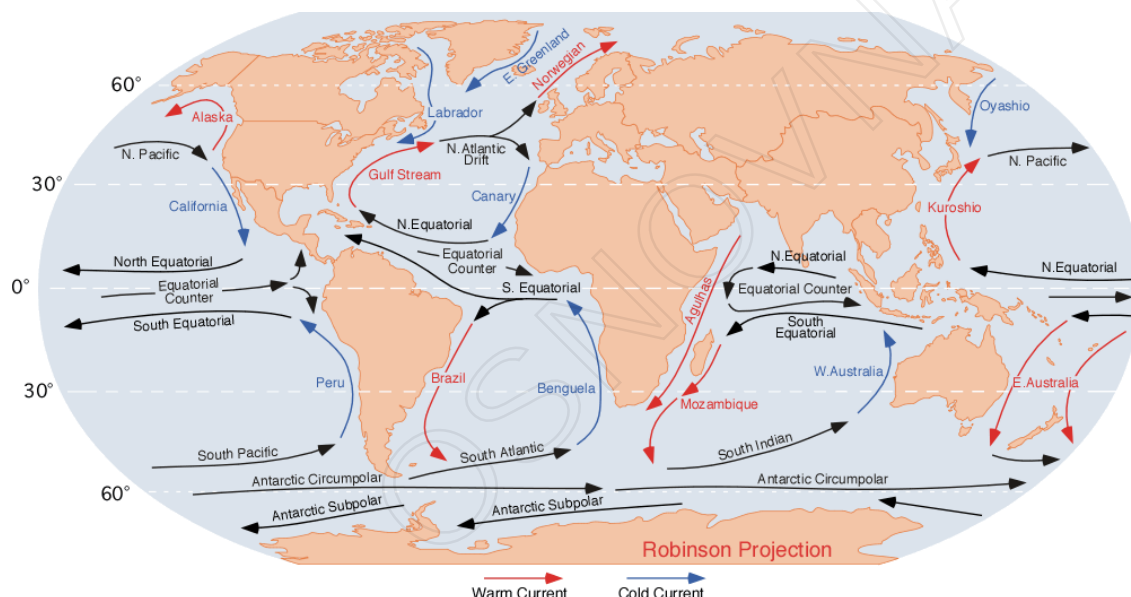 E. Greenland
Norwegian
60°
Labrador
Oyashio
Alaska
N. Pacific
N.Atlantic
Drift
N. Pacific
30°
Gulf Stream
Canary
California
Kuroshio
N.Equatorial
North Equatorial
Equatorial
Counter
N.Equatorial
N.Equatorial
0°
Equatorial
Counter
S. Equatorial
Equatorial Counter
South Equatorial
Agulhas
South
Equatorial
Peru
Brazil
Benguela
W.Australia
E.Australia
30°
Mozambique
South Pacific
South Atlantic
South Indian
Antarctic Circumpolar
Antarctic Circumpolar
60°
Antarctic Subpolar
Antarctic Subpolar
Robinson Projection
Warm Current
Cold Current